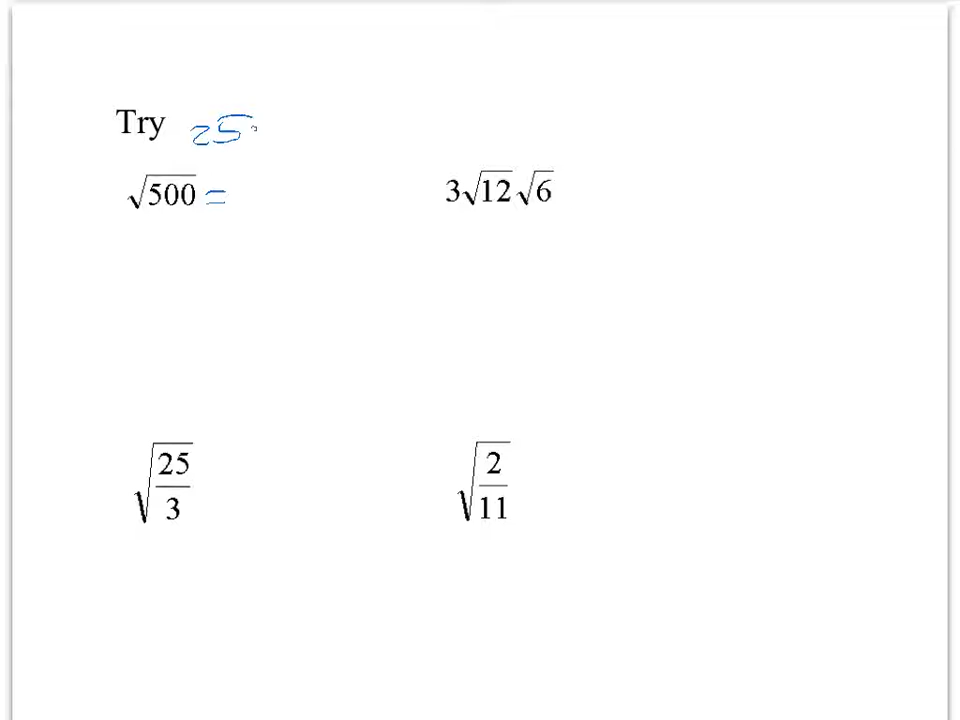 Try 25·
√500 =
3√12 √6
√(25/3)
√(2/11)